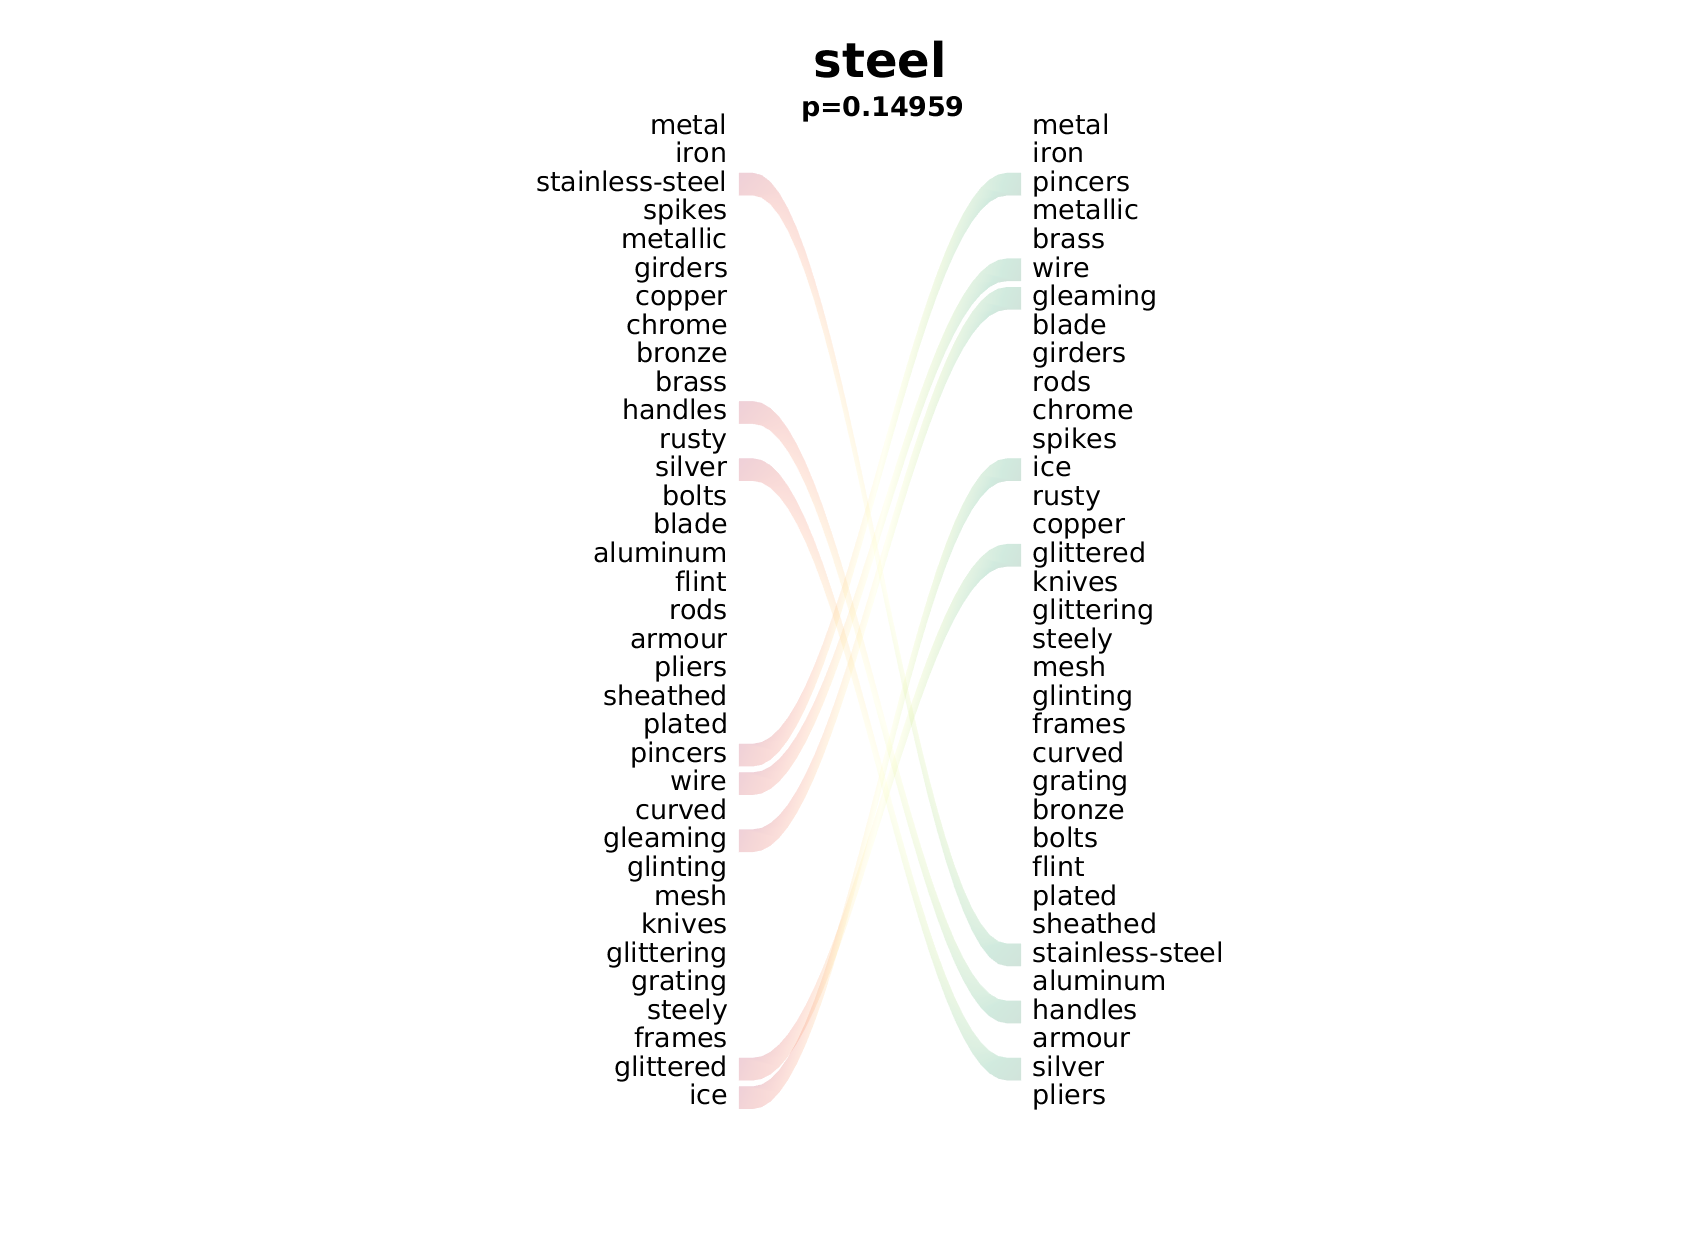 steel
p=0.14959
metal
iron
stainless-steel
spikes
metallic
girders
copper
chrome
bronze
brass
handles
rusty
silver
bolts
blade
aluminum
flint
rods
armour
pliers
sheathed
plated
pincers
wire
curved
gleaming
glinting
mesh
knives
glittering
grating
steely
frames
glittered
ice
metal
iron
pincers
metallic
brass
wire
gleaming
blade
girders
rods
chrome
spikes
ice
rusty
copper
glittered
knives
glittering
steely
mesh
glinting
frames
curved
grating
bronze
bolts
flint
plated
sheathed
stainless-steel
aluminum
handles
armour
silver
pliers